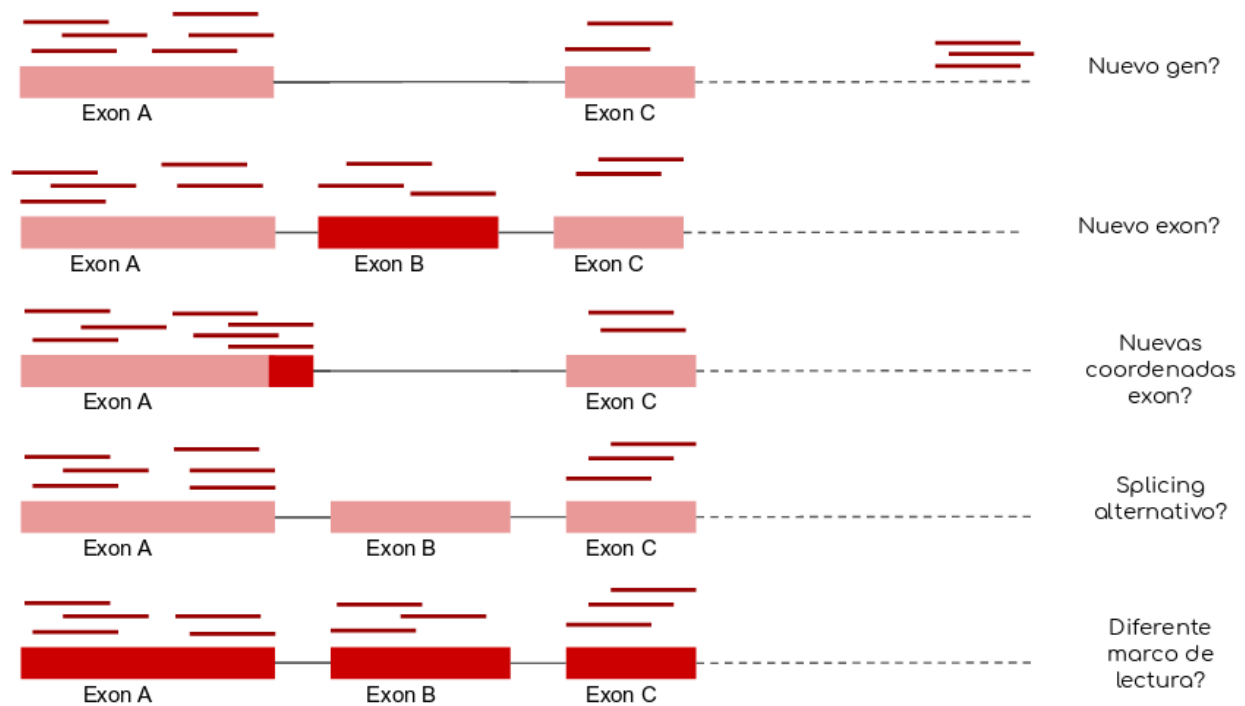 Nuevo gen?
Exon A
Exon C
Nuevo exon?
Exon A
Exon B
Exon C
Nuevas
coordenadas
exon?
Exon A
Exon C
Splicing
alternativo?
Exon A
Exon B
Exon C
Diferente
marco de
lectura?
Exon A
Exon B
Exon C